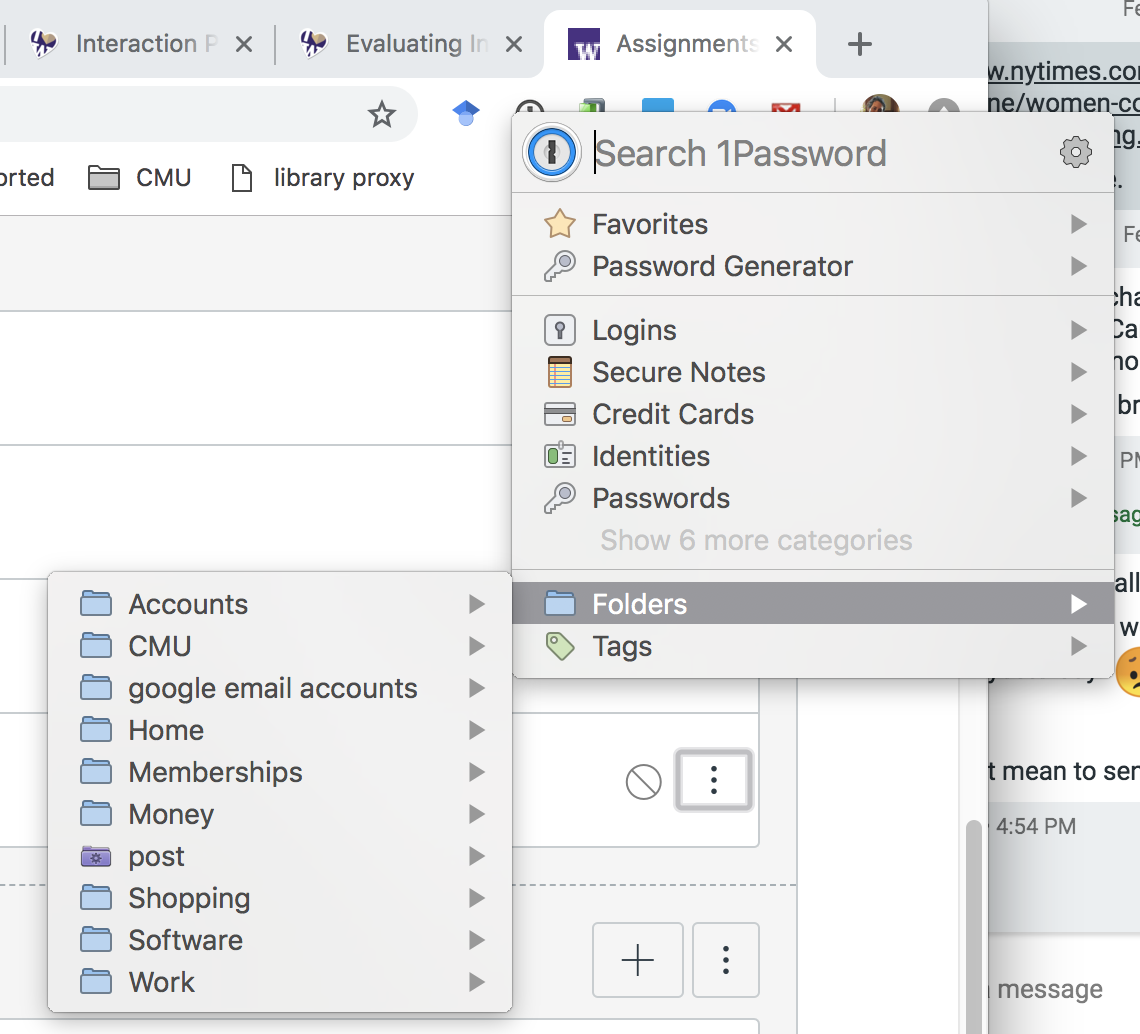 Interaction P
Evaluating In
Assignments
w.nytimes.co
me/women-co
ng.
orted
CMU
library proxy
Search 1Password
Favorites
Password Generator
Logins
Secure Notes
Credit Cards
Identities
Passwords
Show 6 more categories
Folders
Tags
Accounts
CMU
google email accounts
Home
Memberships
Money
post
Shopping
Software
Work
Fe
Fe
cha
Ca
no
br
PM
sag
all
w
t mean to sen
4:54 PM
message